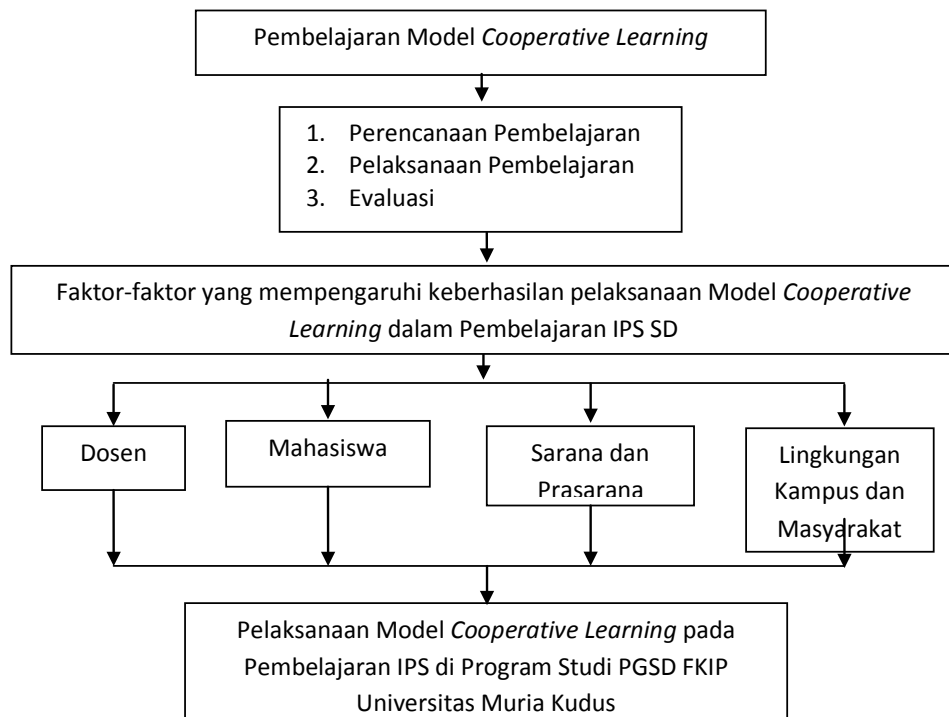 Pembelajaran Model Cooperative Learning
1. Perencanaan Pembelajaran
2. Pelaksanaan Pembelajaran
3. Evaluasi
Faktor-faktor yang mempengaruhi keberhasilan pelaksanaan Model Cooperative
Learning dalam Pembelajaran IPS SD
Dosen
Mahasiswa
Sarana dan
Prasarana
Lingkungan
Kampus dan
Masyarakat
Pelaksanaan Model Cooperative Learning pada
Pembelajaran IPS di Program Studi PGSD FKIP
Universitas Muria Kudus